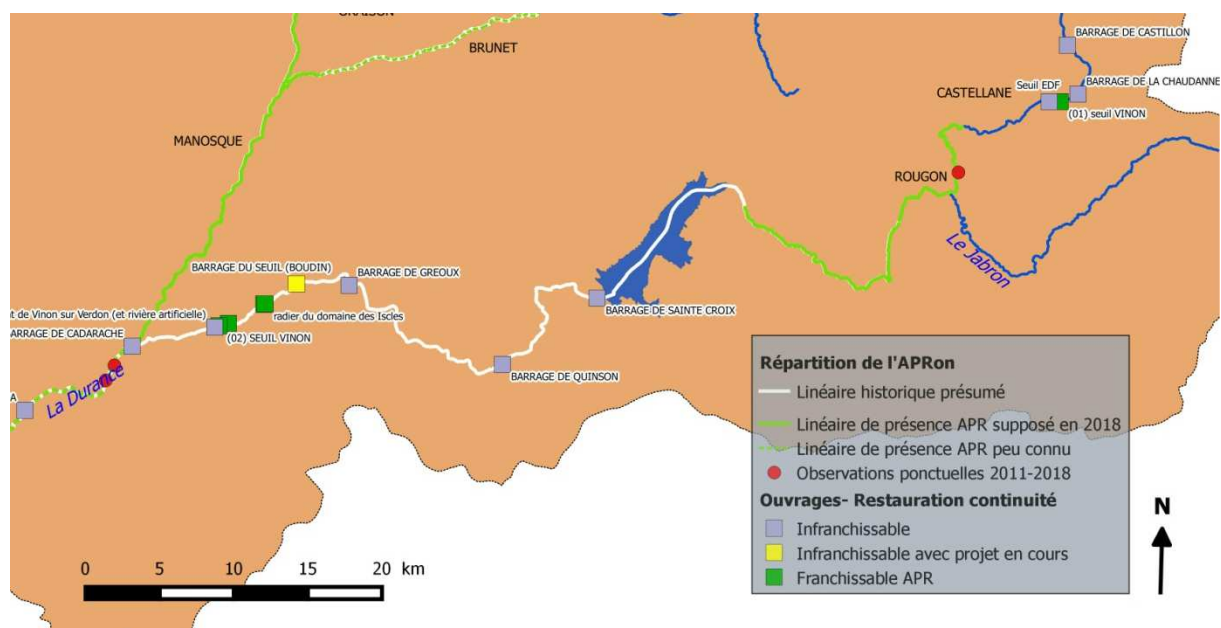 BRUNET
BARRAGE DE CASTILLON
Seuil EDF
BARRAGE DE LA CHAUDANNE
CASTELLANE
(01) seuil VINON
MANOSQUE
ROUGON
Le Jabron
BARRAGE DU SEUIL (BOUDIN)
BARRAGE DE GREOUX
BARRAGE DE SAINTE CROIX
t de Vinon sur Verdon (et rivière artificielle)
radier du domaine des Iscles
ARRAGE DE CADARACHE
(02) SEUIL VINON
BARRAGE DE QUINSON
La Durance
A
Répartition de l'APRon
Linéaire historique présumé
Linéaire de présence APR supposé en 2018
Linéaire de présence APR peu connu
Observations ponctuelles 2011-2018
Ouvrages- Restauration continuité
Infranchissable
Infranchissable avec projet en cours
Franchissable APR
N
0 5 10 15 20 km